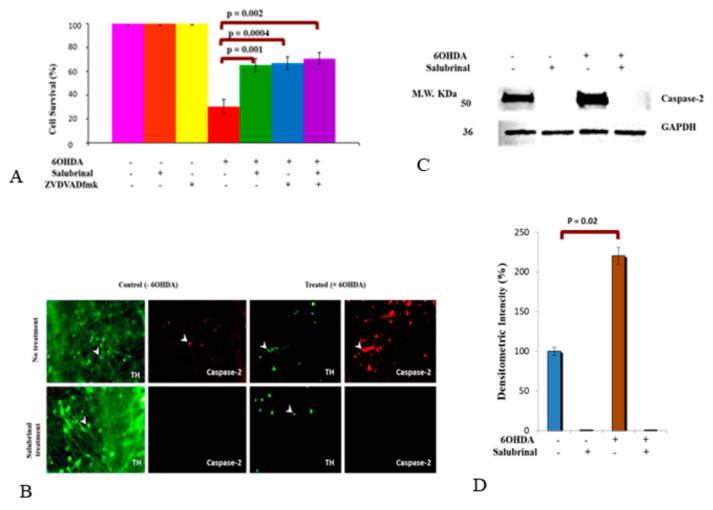 p = 0.002
p = 0.0004
p = 0.001
Cell Survival (%)
100
80
60
40
20
0
6OHDA - - - + + + +
Salubrinal - + - - + - +
ZVDVADfmk - - + - - + +
A
6OHDA - - + +
Salubrinal - + - +
M.W. KDa
50
Caspase-2
36
GAPDH
C
Control (- 6OHDA)
Treated (+ 6OHDA)
No treatment
TH
Caspase-2
TH
Caspase-2
Salubrinal
treatment
TH
Caspase-2
TH
Caspase-2
B
P = 0.02
Densitometric Intencity (%)
250
200
150
100
50
0
6OHDA - - + +
Salubrinal - + - +
D